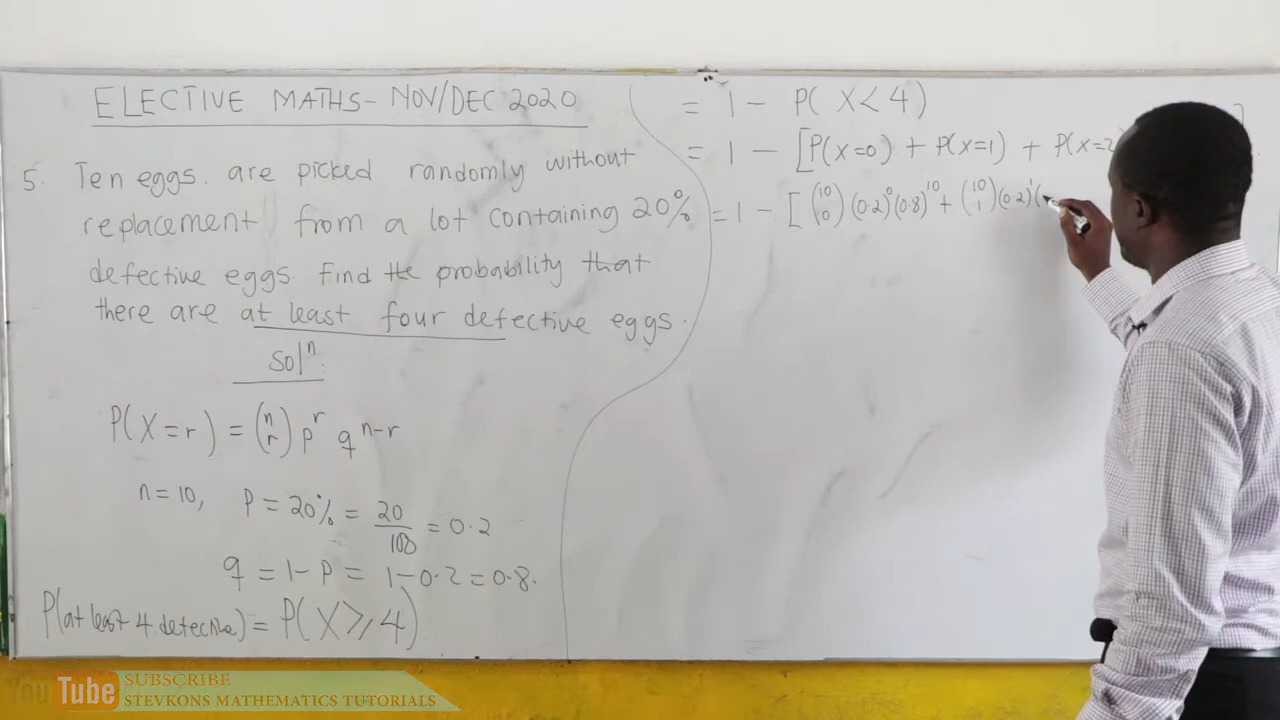 ELECTIVE MATHS - NOV/DEC 2020
5. Ten eggs. are picked randomly without
replacement from a lot containing 20%
defective eggs. Find the probability that
there are at least four defective eggs.
Solⁿ
P(X=r) = (n r) p^r q^(n-r)
n=10, P = 20% = 20/100 = 0.2
q = 1-P = 1-0.2 = 0.8.
P(at least 4 defective) = P(X ≥ 4)
= 1 - P(X < 4)
= 1 - [P(X=0) + P(X=1) + P(X=2) ]
= 1 - [(10 0)(0.2)^0(0.8)^10 + (10 1)(0.2)^1(
YouTube
SUBSCRIBE
STEVKONS MATHEMATICS TUTORIALS